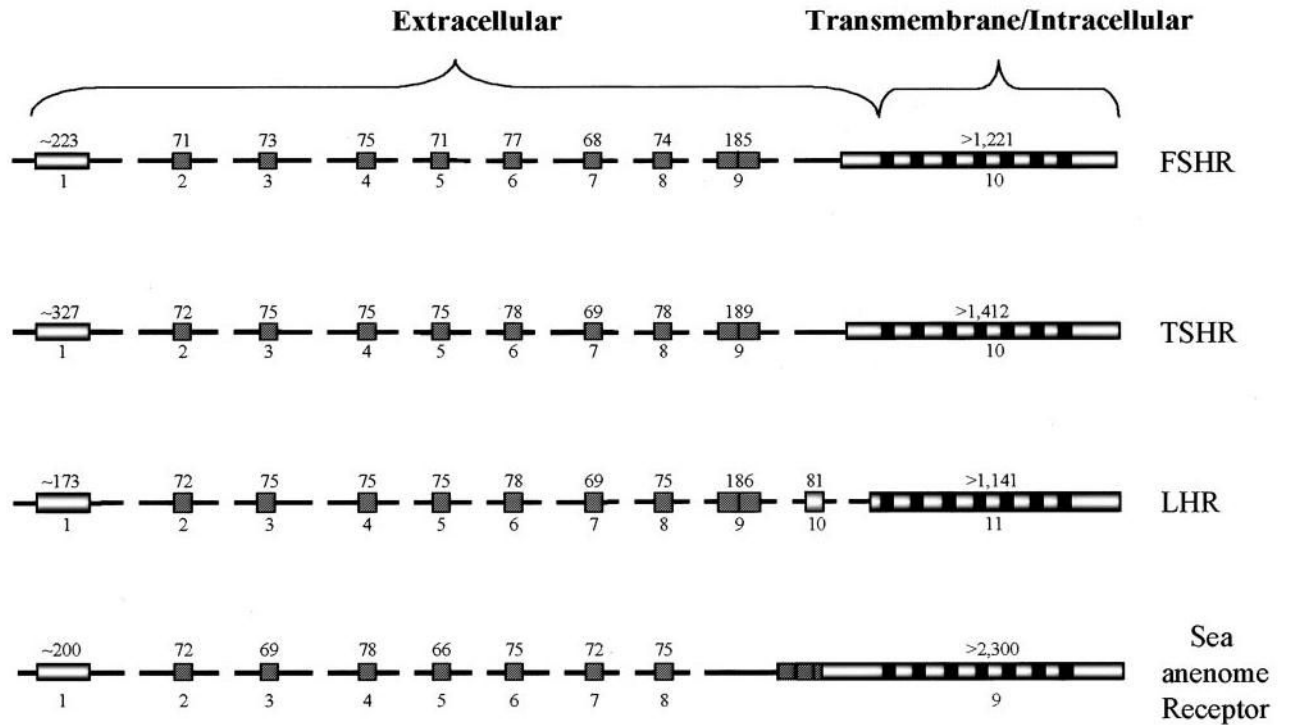 Extracellular Transmembrane/Intracellular
~223 71 73 75 71 77 68 74 185 >1,221
FSHR
1 2 3 4 5 6 7 8 9 10
~327 72 75 75 75 78 69 78 189 >1,412
TSHR
1 2 3 4 5 6 7 8 9 10
~173 72 75 75 75 78 69 75 186 81 >1,141
LHR
1 2 3 4 5 6 7 8 9 10 11
~200 72 69 78 66 75 72 75 >2,300
Sea
anenome
Receptor
1 2 3 4 5 6 7 8 9